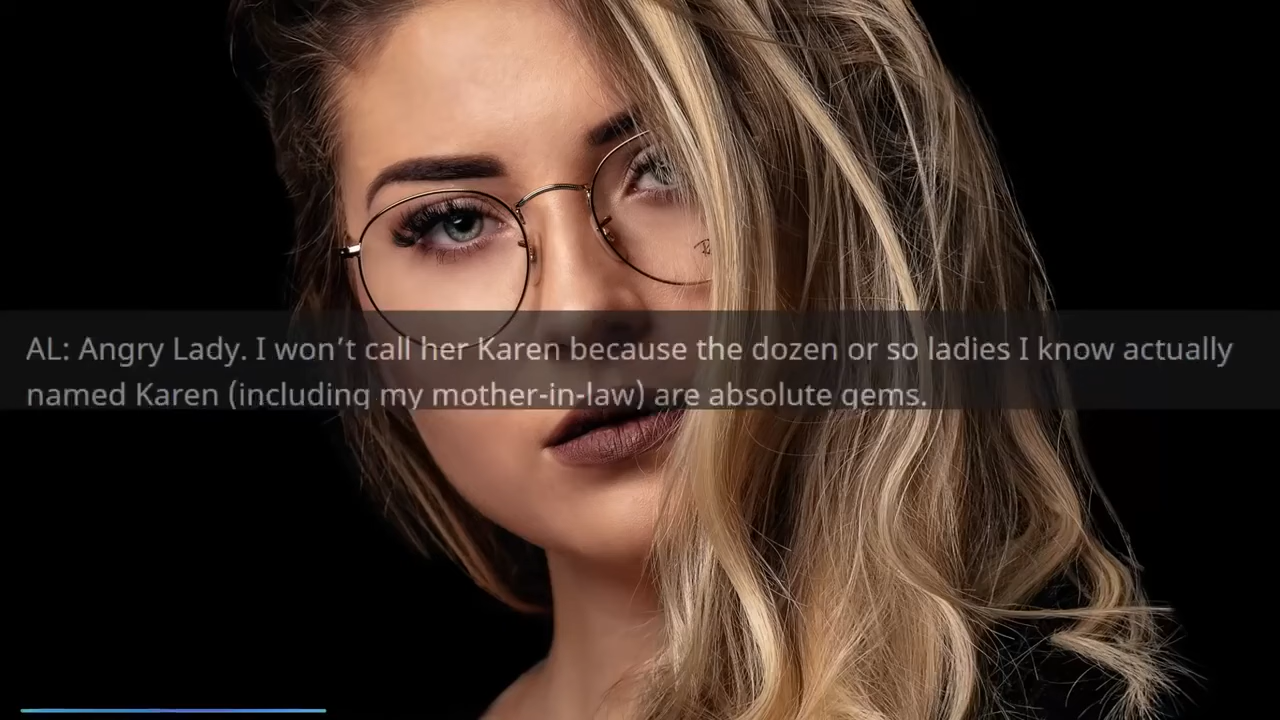 AL: Angry Lady. I won’t call her Karen because the dozen or so ladies I know actually
named Karen (including my mother-in-law) are absolute gems.